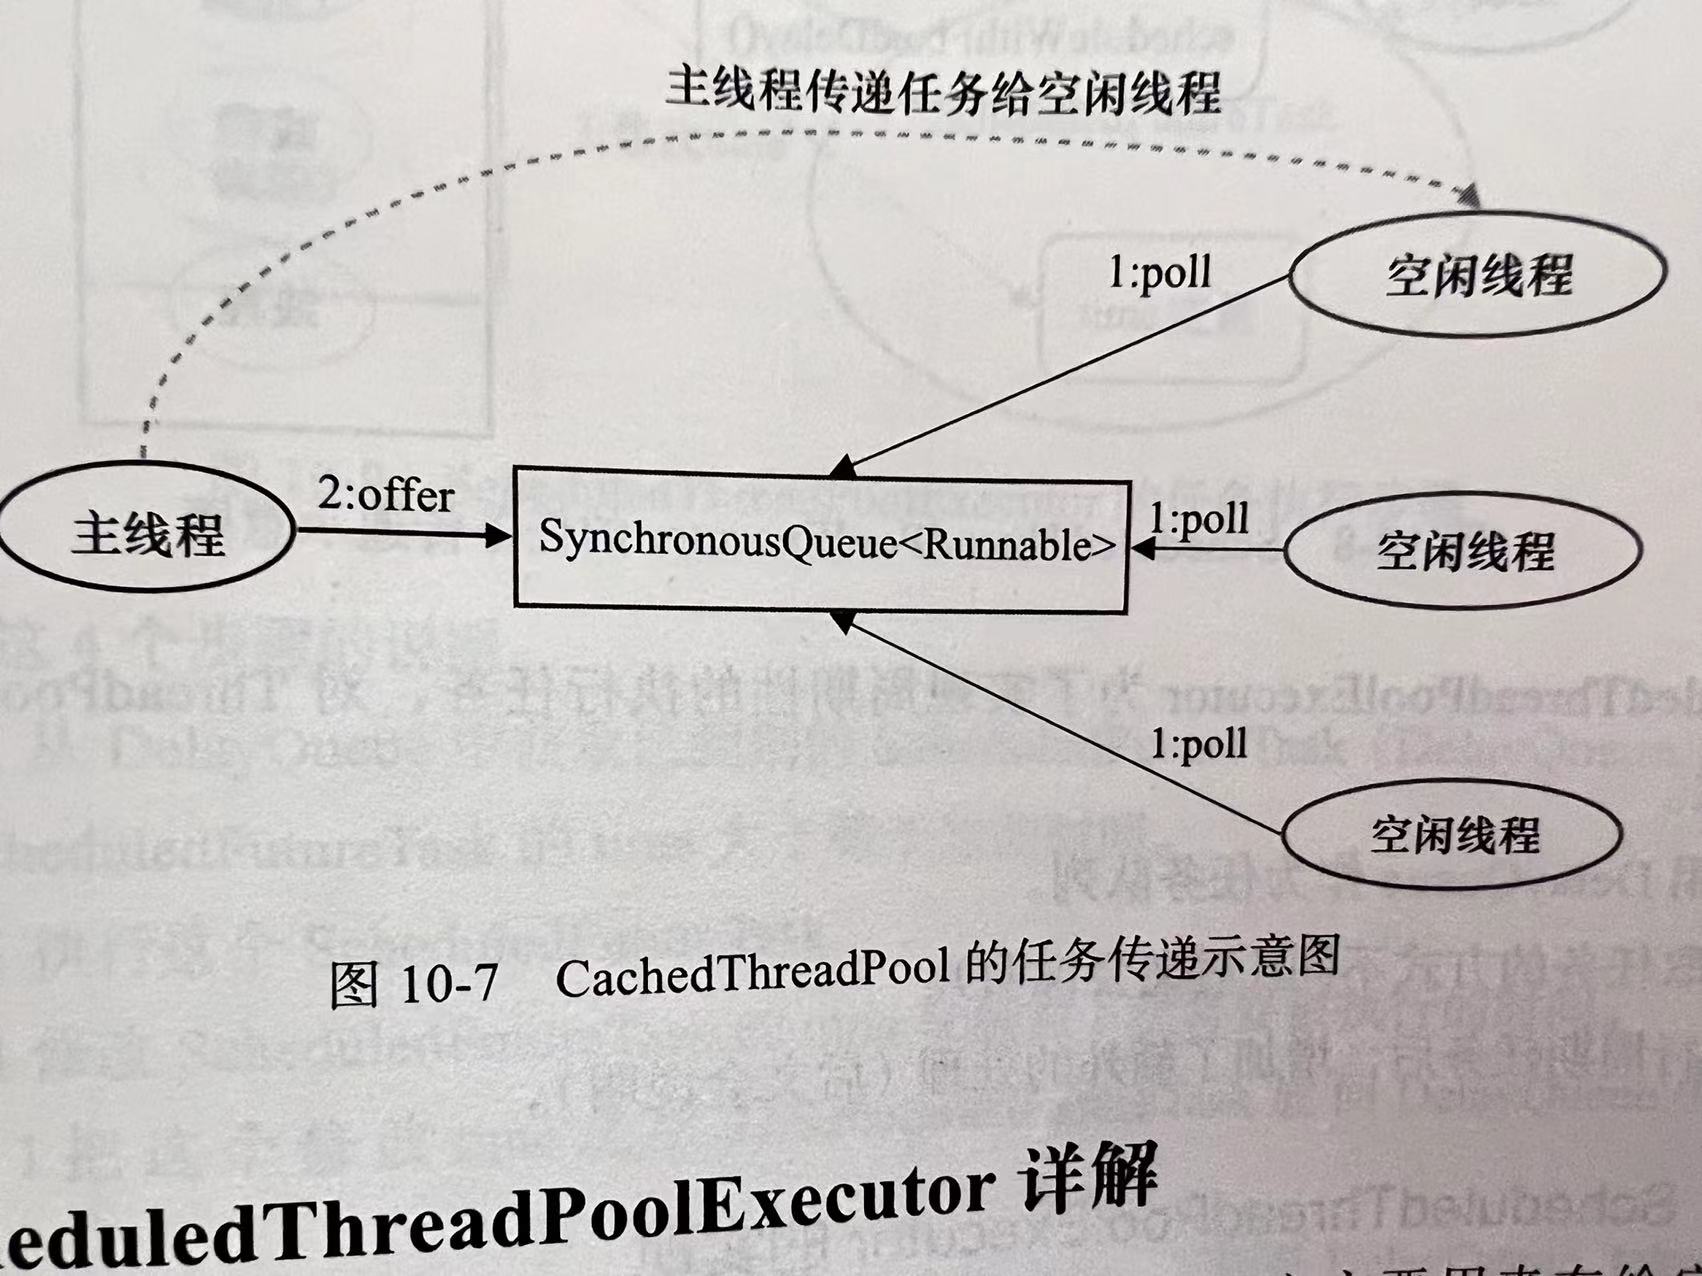 主线程传递任务给空闲线程
1:poll
空闲线程
2:offer
主线程
SynchronousQueue<Runnable>
1:poll
空闲线程
1:poll
空闲线程
图 10-7 CachedThreadPool 的任务传递示意图
eduledThreadPoolExecutor 详解